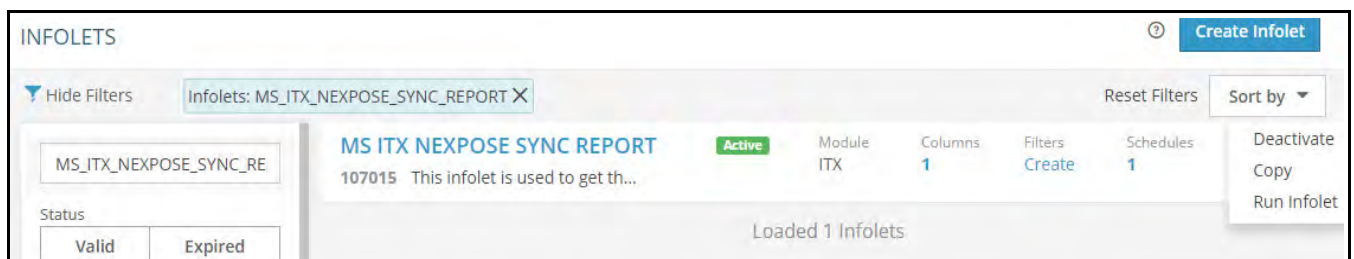 INFOLETS
Create Infolet
Hide Filters
Infolets: MS_ITX_NEXPOSE_SYNC_REPORT X
Reset Filters
Sort by
MS_ITX_NEXPOSE_SYNC_RE
MS ITX NEXPOSE SYNC REPORT
Active
Module
Columns
Filters
Schedules
ITX
1
Create
1
107015 This infolet is used to get th...
Deactivate
Copy
Run Infolet
Status
Valid
Expired
Loaded 1 Infolets